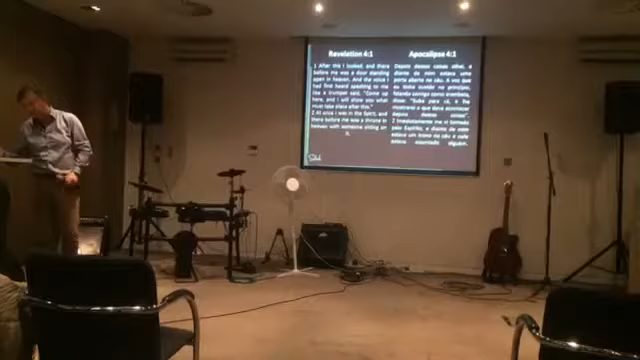 Revelation 4:1
1 After this I looked, and there
before me was a door standing
open in heaven. And the voice I
had first heard speaking to me
like a trumpet said, "Come up
here, and I will show you what
must take place after this."
2 At once I was in the Spirit, and
there before me was a throne in
heaven with someone sitting on
it.
Apocalipse 4:1
Depois dessas coisas olhei, e
diante de mim estava uma
porta aberta no céu. A voz que
eu tinha ouvido no princípio,
falando comigo como trombeta,
disse: "Suba para cá, e lhe
mostrarei o que deve acontecer
depois dessas coisas".
2 Imediatamente me vi tomado
pelo Espírito, e diante de mim
estava um trono no céu e nele
estava assentado alguém.